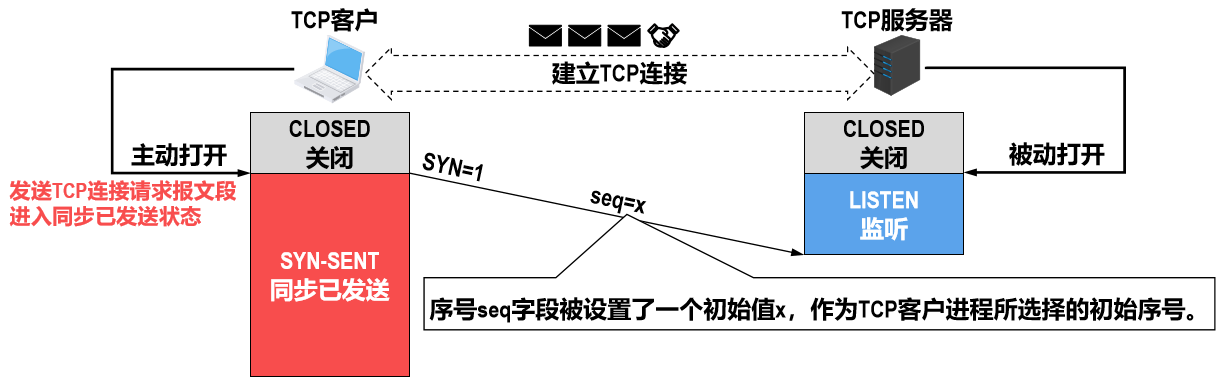 TCP客户
TCP服务器
建立TCP连接
CLOSED
关闭
CLOSED
关闭
主动打开
被动打开
SYN=1
发送TCP连接请求报文段
进入同步已发送状态
seq=x
LISTEN
监听
SYN-SENT
同步已发送
序号seq字段被设置了一个初始值x，作为TCP客户进程所选择的初始序号。